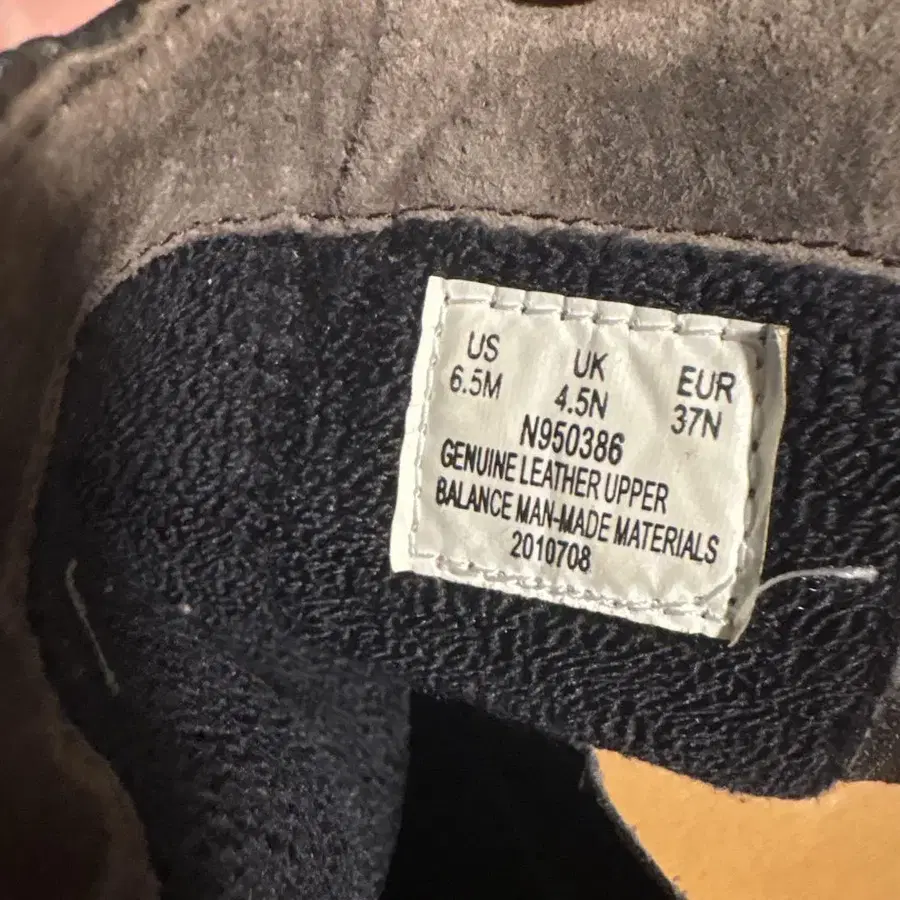 US UK EUR
6.5M 4.5N 37N
N950386
GENUINE LEATHER UPPER
BALANCE MAN-MADE MATERIALS
2010708